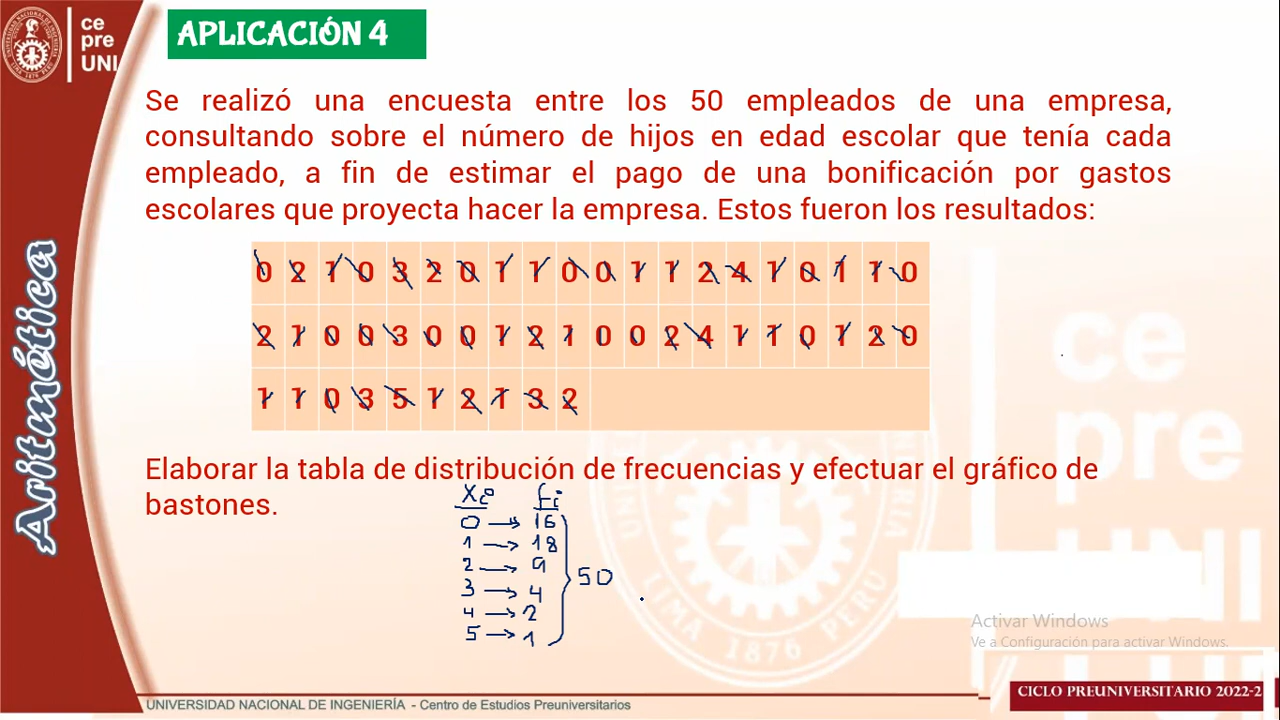 ce
pre
UNI
APLICACIÓN 4
Se realizó una encuesta entre los 50 empleados de una empresa,
consultando sobre el número de hijos en edad escolar que tenía cada
empleado, a fin de estimar el pago de una bonificación por gastos
escolares que proyecta hacer la empresa. Estos fueron los resultados:
0 2 1 0 3 2 0 1 1 0 0 1 1 2 4 1 0 1 1 0
2 1 0 0 3 0 0 1 2 1 0 0 2 4 1 1 0 1 2 0
1 1 0 3 5 1 2 1 3 2
Elaborar la tabla de distribución de frecuencias y efectuar el gráfico de
bastones.
Xi fi
0 → 16
1 → 18
2 → 9
3 → 4
4 → 2
5 → 1
50
Aritmética
ce
pre
LIMA 1876 PERU
Activar Windows
Ve a Configuración para activar Windows.
CICLO PREUNIVERSITARIO 2022-2
UNIVERSIDAD NACIONAL DE INGENIERÍA - Centro de Estudios Preuniversitarios